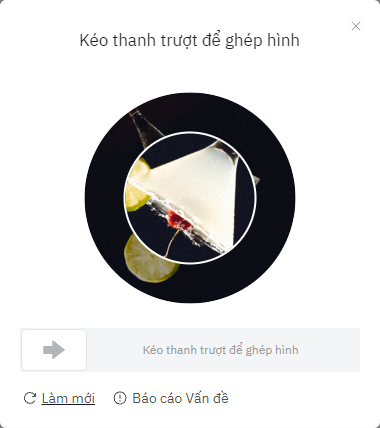 Kéo thanh trượt để ghép hình
Kéo thanh trượt để ghép hình
Làm mới
Báo cáo Vấn đề